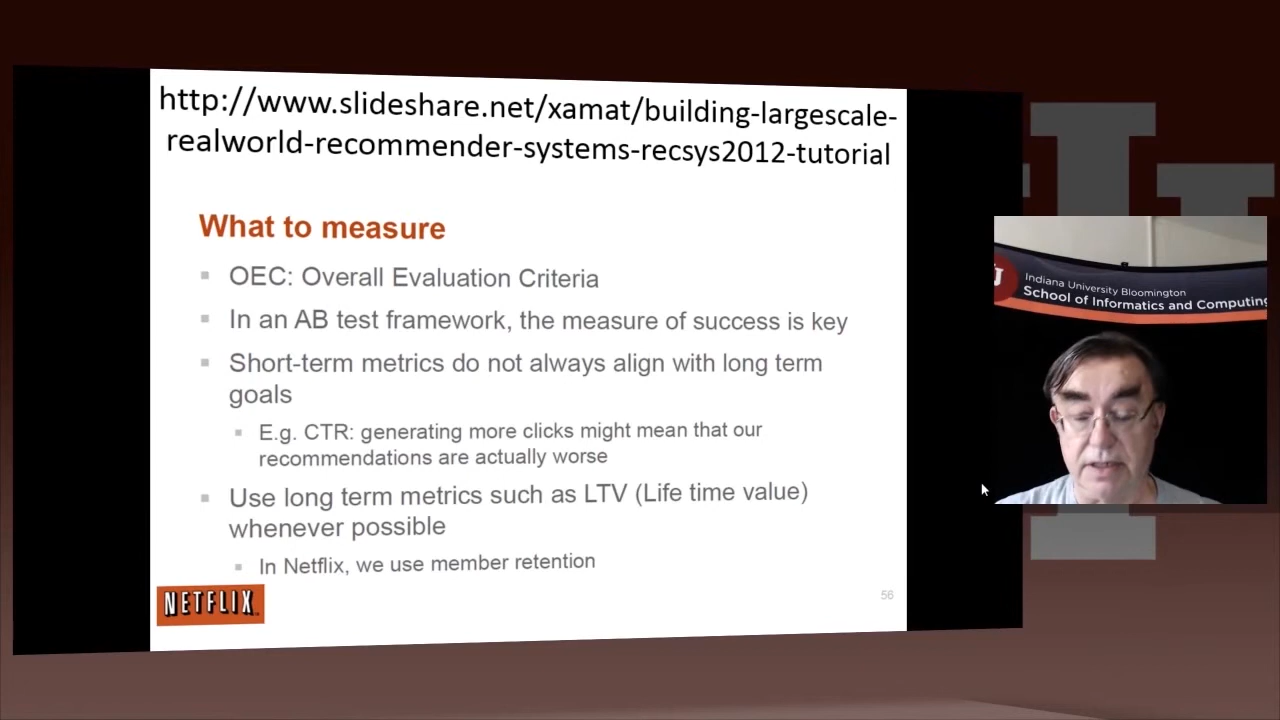 http://www.slideshare.net/xamat/building-largescale-
realworld-recommender-systems-recsys2012-tutorial
What to measure
OEC: Overall Evaluation Criteria
In an AB test framework, the measure of success is key
Short-term metrics do not always align with long term
goals
E.g. CTR: generating more clicks might mean that our
recommendations are actually worse
Use long term metrics such as LTV (Life time value)
whenever possible
In Netflix, we use member retention
NETFLIX
56
Indiana University Bloomington
School of Informatics and Computing